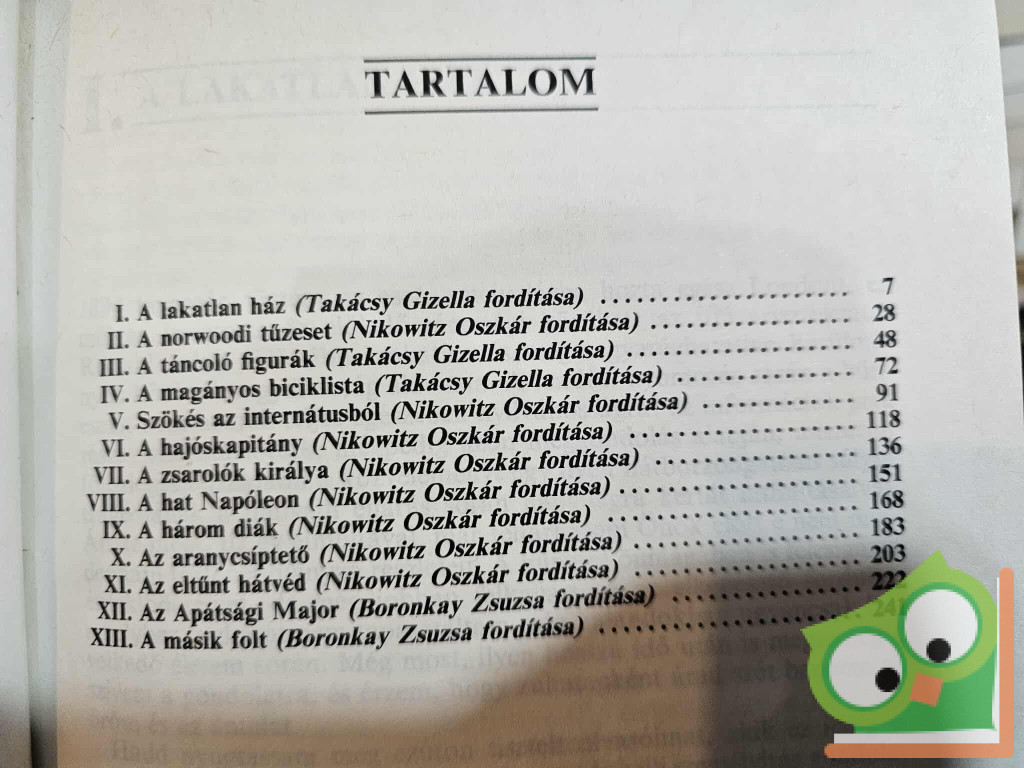 TARTALOM
I. A lakatlan ház (Takácsy Gizella fordítása) .......................... 7
II. A norwoodi tűzeset (Nikowitz Oszkár fordítása) .................... 28
III. A táncoló figurák (Takácsy Gizella fordítása) ...................... 48
IV. A magányos biciklista (Takácsy Gizella fordítása) .................. 72
V. Szökés az internátusból (Nikowitz Oszkár fordítása) ............... 91
VI. A hajóskapitány (Nikowitz Oszkár fordítása) ....................... 118
VII. A zsarolók királya (Nikowitz Oszkár fordítása) .................... 136
VIII. A hat Napóleon (Nikowitz Oszkár fordítása) ....................... 151
IX. A három diák (Nikowitz Oszkár fordítása) .......................... 168
X. Az aranycsíptető (Nikowitz Oszkár fordítása) ....................... 183
XI. Az eltűnt hátvéd (Nikowitz Oszkár fordítása) ...................... 203
XII. Az Apátsági Major (Boronkay Zsuzsa fordítása) .................... 222
XIII. A másik folt (Boronkay Zsuzsa fordítása) ......................... 241